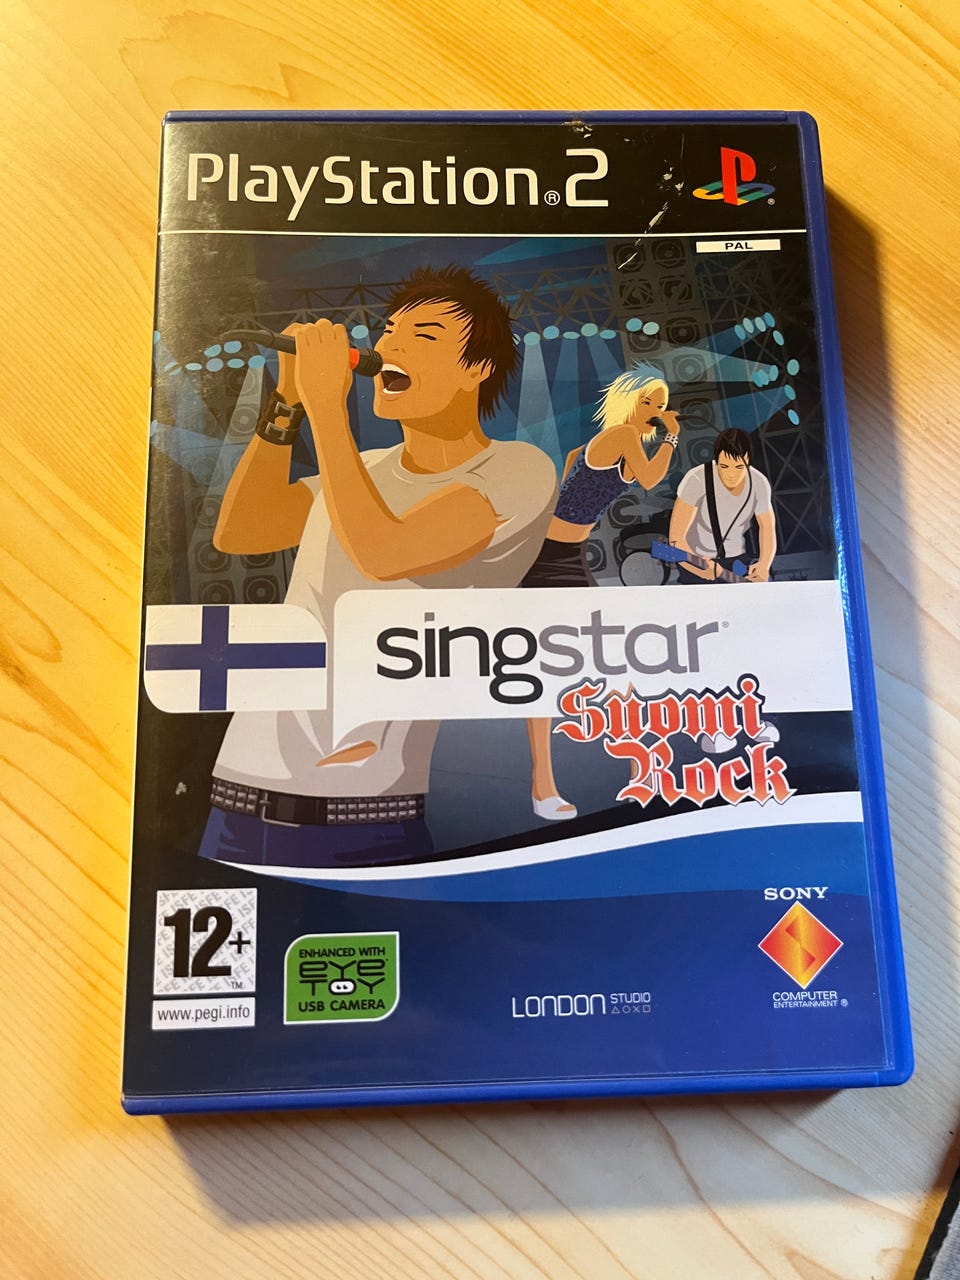 PlayStation®2
PAL
singstar®
Suomi
Rock
12+
TM
www.pegi.info
ENHANCED WITH
EYE
TOY
USB CAMERA
LONDON STUDIO
SONY
COMPUTER
ENTERTAINMENT ®